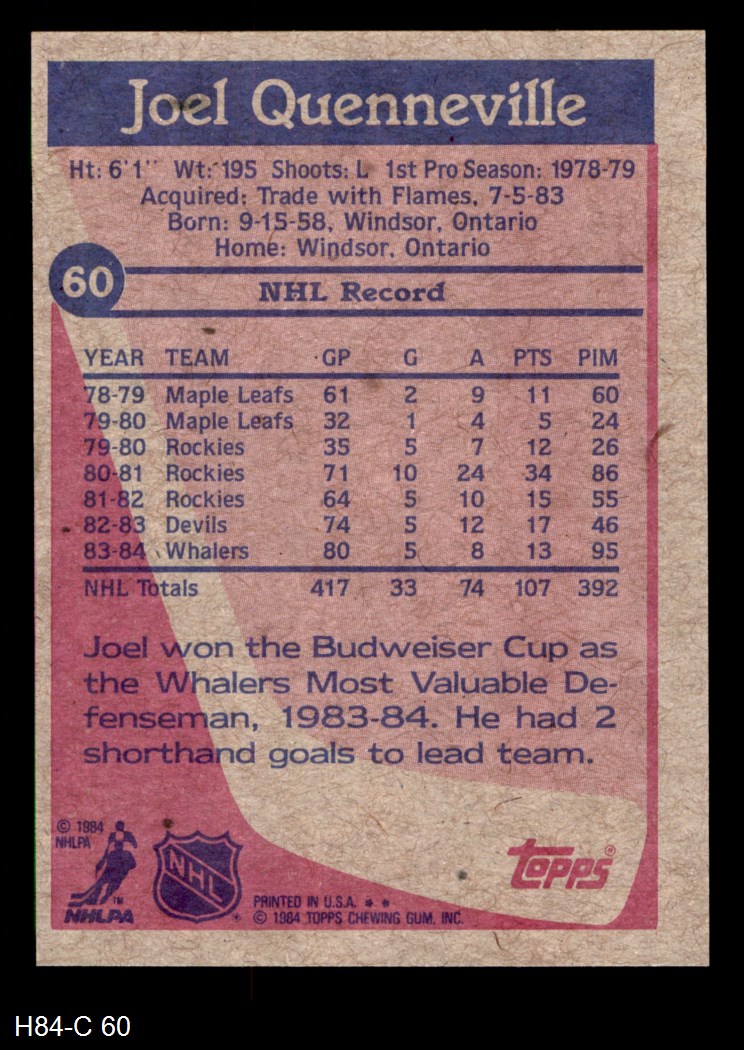 Joel Quenneville
Ht: 6'1" Wt: 195 Shoots: L 1st Pro Season: 1978-79
Acquired: Trade with Flames, 7-5-83
Born: 9-15-58, Windsor, Ontario
Home: Windsor, Ontario
60
NHL Record
YEAR TEAM GP G A PTS PIM
78-79 Maple Leafs 61 2 9 11 60
79-80 Maple Leafs 32 1 4 5 24
79-80 Rockies 35 5 7 12 26
80-81 Rockies 71 10 24 34 86
81-82 Rockies 64 5 10 15 55
82-83 Devils 74 5 12 17 46
83-84 Whalers 80 5 8 13 95
NHL Totals 417 33 74 107 392
Joel won the Budweiser Cup as
the Whalers Most Valuable De-
fenseman, 1983-84. He had 2
shorthand goals to lead team.
© 1984
NHLPA
TM
NHLPA
NHL
®
topps®
PRINTED IN U.S.A. * *
© 1984 TOPPS CHEWING GUM, INC.
H84-C 60